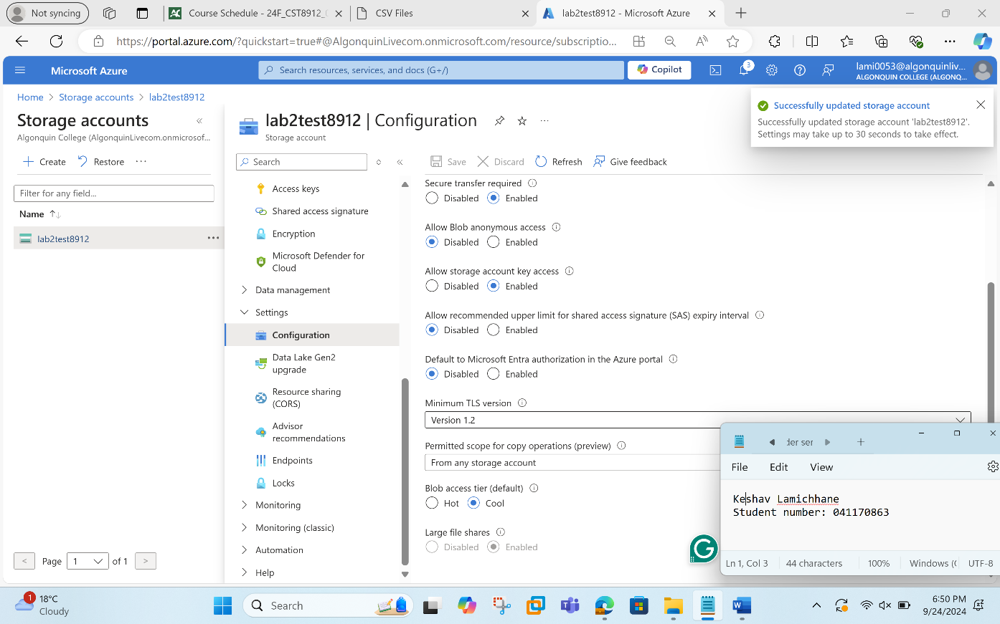 Not syncing
Course Schedule - 24F_CST8912_
CSV Files
lab2test8912 - Microsoft Azure
https://portal.azure.com/?quickstart=true#@AlgonquinLivecom.onmicrosoft.com/resource/subscriptio...
Microsoft Azure
Search resources, services, and docs (G+/)
Copilot
3
lami0053@algonquinliv...
ALGONQUIN COLLEGE (ALGONQ...
Home > Storage accounts > lab2test8912
Successfully updated storage account
Successfully updated storage account 'lab2test8912'.
Settings may take up to 30 seconds to take effect.
Storage accounts
Algonquin College (AlgonquinLivecom.onmicrosof...
Create
Restore
...
Filter for any field...
Name
lab2test8912
...
< Page 1 of 1 >
lab2test8912 | Configuration
...
Storage account
Search
Access keys
Shared access signature
Encryption
Microsoft Defender for
Cloud
Data management
Settings
Configuration
Data Lake Gen2
upgrade
Resource sharing
(CORS)
Advisor
recommendations
Endpoints
Locks
Monitoring
Monitoring (classic)
Automation
Help
Save
Discard
Refresh
Give feedback
Secure transfer required
Disabled Enabled
Allow Blob anonymous access
Disabled Enabled
Allow storage account key access
Disabled Enabled
Allow recommended upper limit for shared access signature (SAS) expiry interval
Disabled Enabled
Default to Microsoft Entra authorization in the Azure portal
Disabled Enabled
Minimum TLS version
Version 1.2
Permitted scope for copy operations (preview)
From any storage account
Blob access tier (default)
Hot Cool
Large file shares
Disabled Enabled
der ser
File Edit View
Keshav Lamichhane
Student number: 041170863
Ln 1, Col 3 44 characters 100% Windows (C UTF-8
1
18°C
Cloudy
Search
6:50 PM
9/24/2024